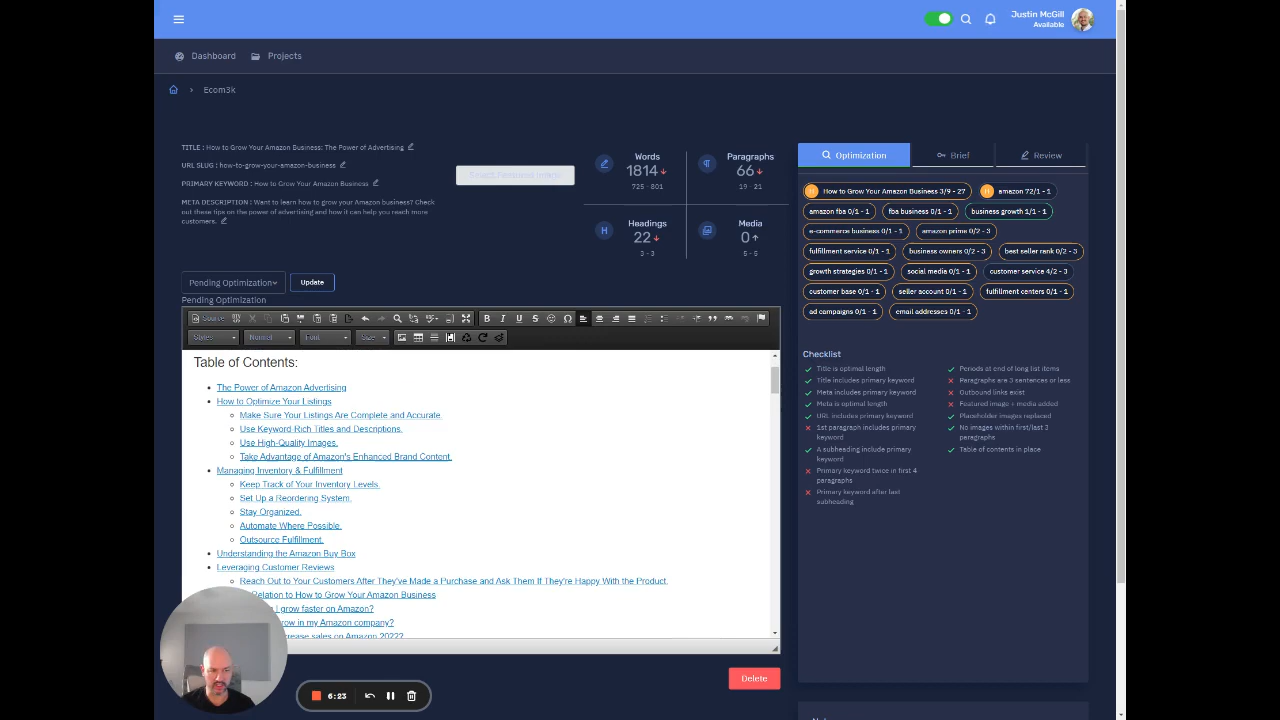 Justin McGill
Available
Dashboard
Projects
Ecom3k
TITLE : How to Grow Your Amazon Business: The Power of Advertising
URL SLUG : how-to-grow-your-amazon-business
PRIMARY KEYWORD : How to Grow Your Amazon Business
META DESCRIPTION : Want to learn how to grow your Amazon business? Check
out these tips on the power of advertising and how it can help you reach more
customers.
Select Featured Image
Words
1814
725 - 801
Paragraphs
66
19 - 21
Headings
22
3 - 3
Media
0
5 - 5
Pending Optimization
Update
Pending Optimization
Source
Styles
Normal
Font
Size
Table of Contents:
The Power of Amazon Advertising
How to Optimize Your Listings
Make Sure Your Listings Are Complete and Accurate.
Use Keyword-Rich Titles and Descriptions.
Use High-Quality Images.
Take Advantage of Amazon's Enhanced Brand Content.
Managing Inventory & Fulfillment
Keep Track of Your Inventory Levels.
Set Up a Reordering System.
Stay Organized.
Automate Where Possible.
Outsource Fulfillment.
Understanding the Amazon Buy Box
Leveraging Customer Reviews
Reach Out to Your Customers After They've Made a Purchase and Ask Them If They're Happy With the Product.
Relation to How to Grow Your Amazon Business
I grow faster on Amazon?
row in my Amazon company?
crease sales on Amazon 2022?
Delete
6:23
Optimization
Brief
Review
How to Grow Your Amazon Business 3/9 - 27
amazon 72/1 - 1
amazon fba 0/1 - 1
fba business 0/1 - 1
business growth 1/1 - 1
e-commerce business 0/1 - 1
amazon prime 0/2 - 3
fulfillment service 0/1 - 1
business owners 0/2 - 3
best seller rank 0/2 - 3
growth strategies 0/1 - 1
social media 0/1 - 1
customer service 4/2 - 3
customer base 0/1 - 1
seller account 0/1 - 1
fulfillment centers 0/1 - 1
ad campaigns 0/1 - 1
email addresses 0/1 - 1
Checklist
Title is optimal length
Title includes primary keyword
Meta includes primary keyword
Meta is optimal length
URL includes primary keyword
1st paragraph includes primary
keyword
A subheading include primary
keyword
Primary keyword twice in first 4
paragraphs
Primary keyword after last
subheading
Periods at end of long list items
Paragraphs are 3 sentences or less
Outbound links exist
Featured image + media added
Placeholder images replaced
No images within first/last 3
paragraphs
Table of contents in place